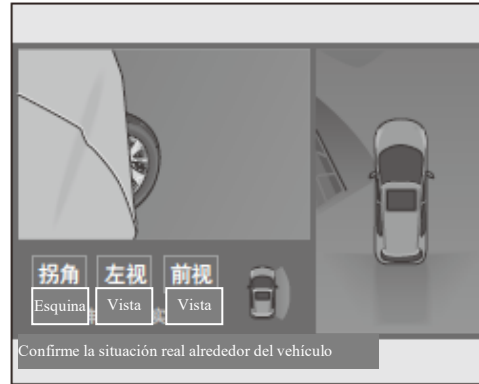 拐角 左视 前视
Esquina Vista Vista
Confirme la situación real alrededor del vehículo